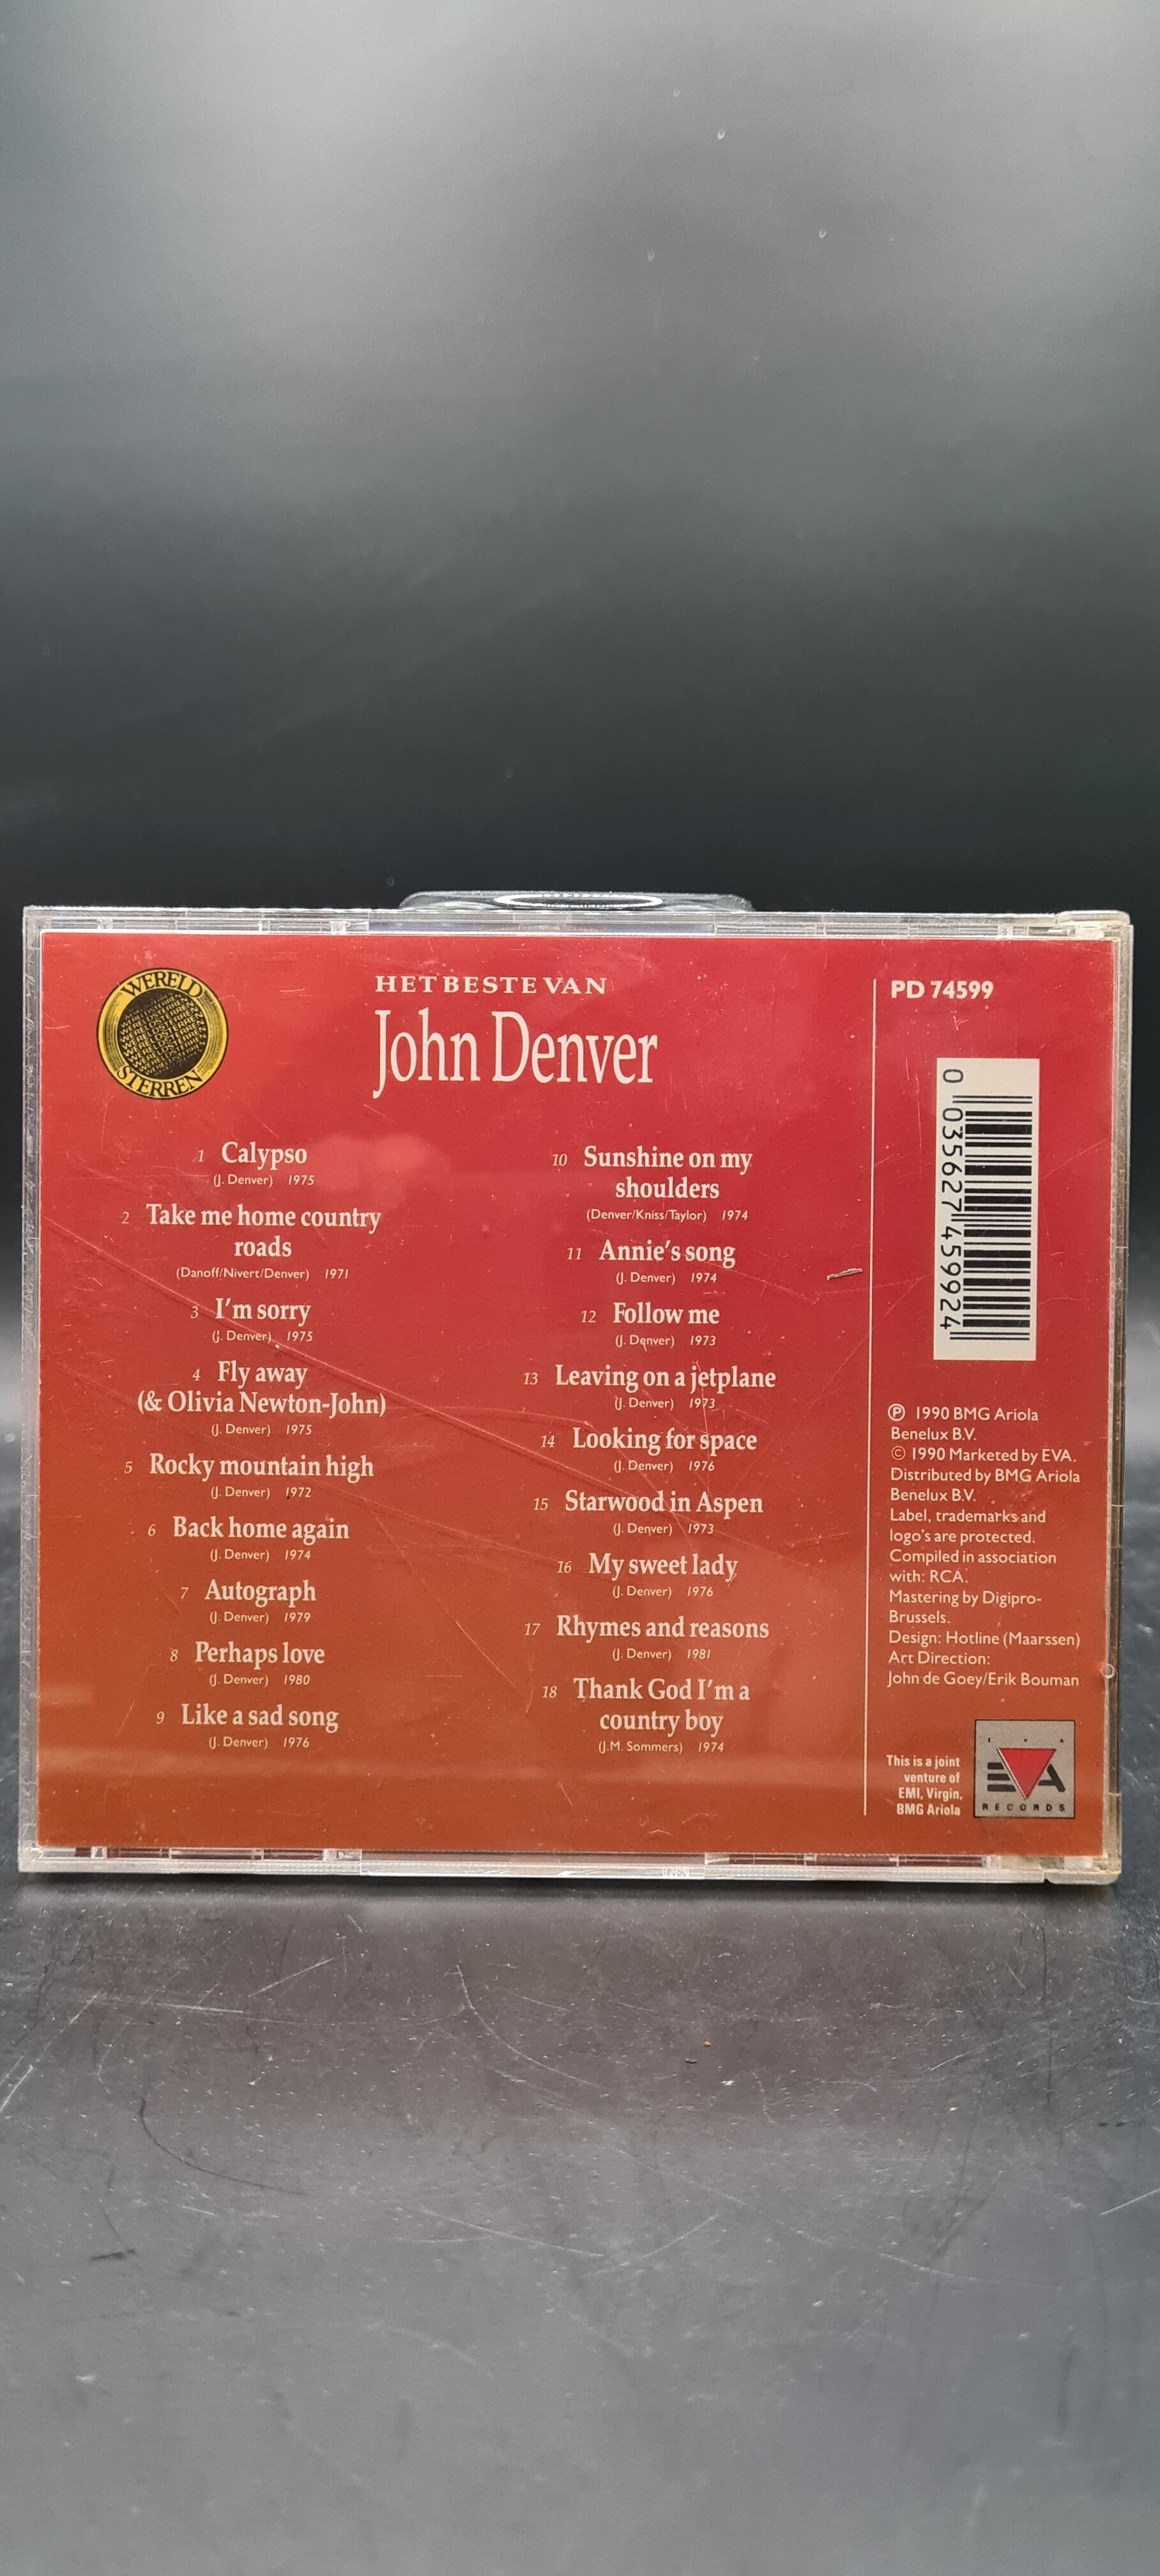 WERELD
STERREN
HET BESTE VAN
John Denver
1 Calypso
(J. Denver) 1975
2 Take me home country
roads
(Danoff/Nivert/Denver) 1971
3 I'm sorry
(J. Denver) 1975
4 Fly away
(& Olivia Newton-John)
(J. Denver) 1975
5 Rocky mountain high
(J. Denver) 1972
6 Back home again
(J. Denver) 1974
7 Autograph
(J. Denver) 1979
8 Perhaps love
(J. Denver) 1980
9 Like a sad song
(J. Denver) 1976
10 Sunshine on my
shoulders
(Denver/Kniss/Taylor) 1974
11 Annie's song
(J. Denver) 1974
12 Follow me
(J. Denver) 1973
13 Leaving on a jetplane
(J. Denver) 1973
14 Looking for space
(J. Denver) 1976
15 Starwood in Aspen
(J. Denver) 1973
16 My sweet lady
(J. Denver) 1976
17 Rhymes and reasons
(J. Denver) 1981
18 Thank God I'm a
country boy
(J.M. Sommers) 1974
PD 74599
0 035627 459924
℗ 1990 BMG Ariola
Benelux B.V.
© 1990 Marketed by EVA.
Distributed by BMG Ariola
Benelux B.V.
Label, trademarks and
logo's are protected.
Compiled in association
with: RCA.
Mastering by Digipro-
Brussels.
Design: Hotline (Maarssen)
Art Direction:
John de Goey/Erik Bouman
This is a joint
venture of
EMI, Virgin,
BMG Ariola
E V A
EVA
RECORDS